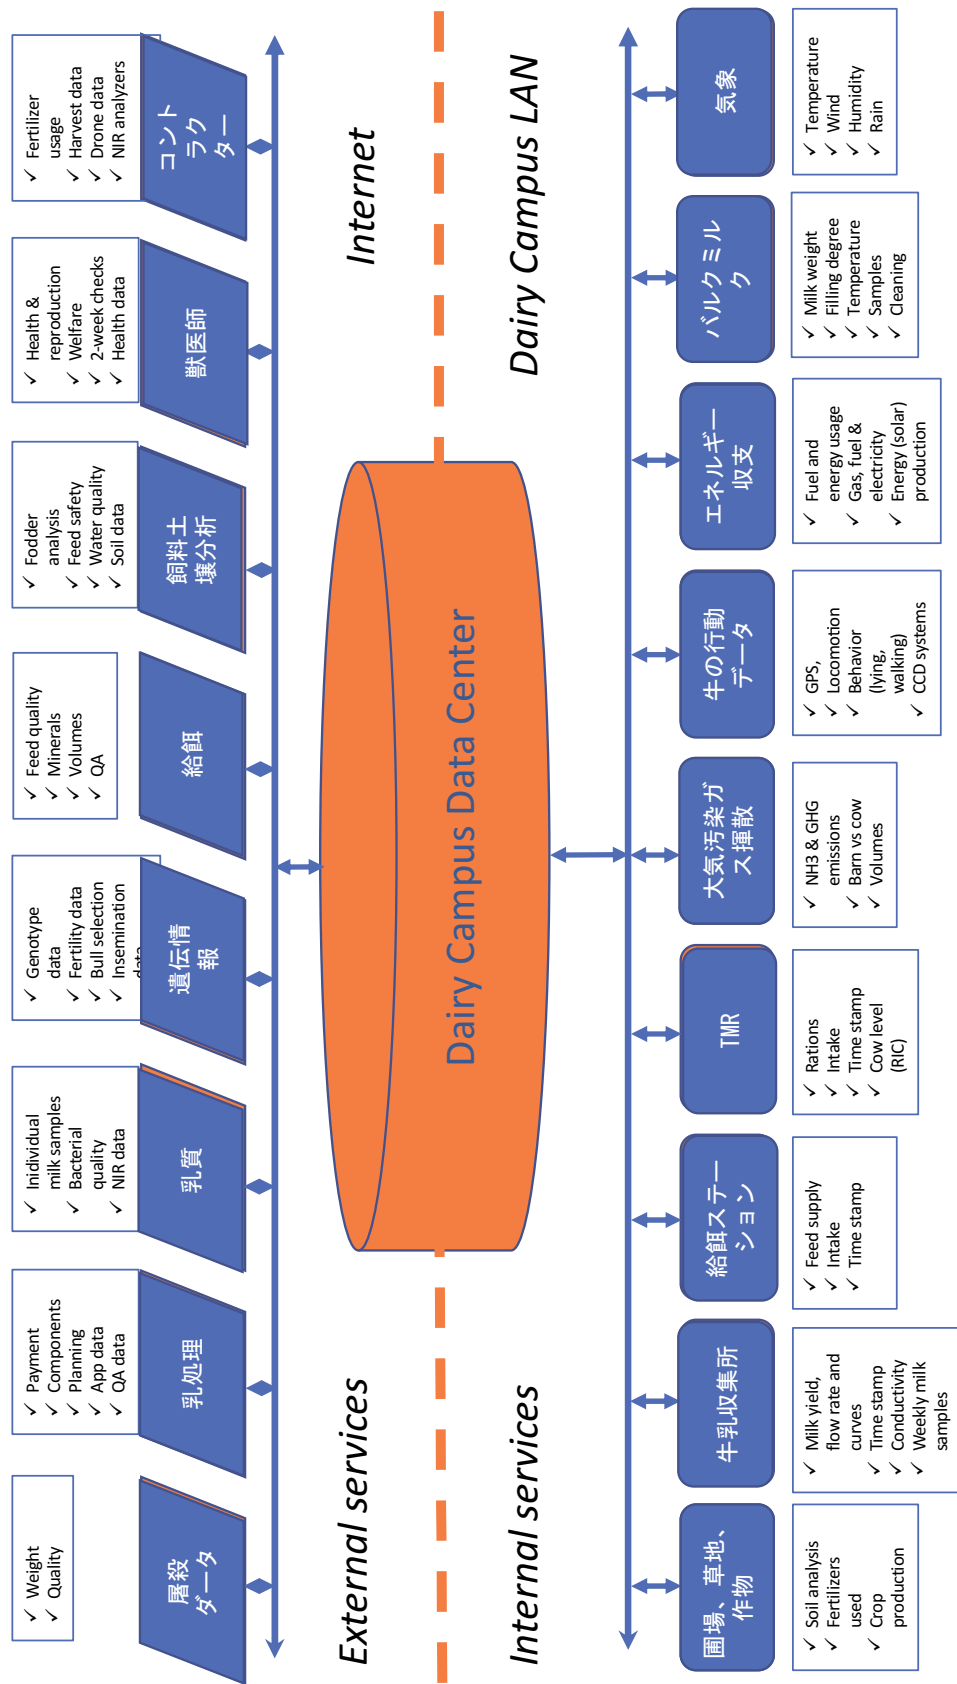 ✓ Weight
✓ Quality
屠殺
ダータ
✓ Payment
✓ Components
✓ Planning
✓ App data
✓ QA data
乳処理
✓ Inidividual
milk samples
✓ Bacterial
quality
✓ NIR data
乳質
✓ Genotype
data
✓ Fertility data
✓ Bull selection
✓ Insemination
data
遺伝情
報
✓ Feed quality
✓ Minerals
✓ Volumes
✓ QA
給餌
✓ Fodder
analysis
✓ Feed safety
✓ Water quality
✓ Soil data
飼料土
壌分析
✓ Health &
reproduction
✓ Welfare
✓ 2-week checks
✓ Health data
獣医師
✓ Fertilizer
usage
✓ Harvest data
✓ Drone data
✓ NIR analyzers
コント
ラク
ター
External services
Internet
Dairy Campus Data Center
Internal services
Dairy Campus LAN
圃場、草地、
作物
✓ Soil analysis
✓ Fertilizers
used
✓ Crop
production
牛乳収集所
✓ Milk yield,
flow rate and
curves
✓ Time stamp
✓ Conductivity
✓ Weekly milk
samples
給餌ステー
ション
✓ Feed supply
✓ Intake
✓ Time stamp
TMR
✓ Rations
✓ Intake
✓ Time stamp
✓ Cow level
(RIC)
大気汚染ガ
ス揮散
✓ NH3 & GHG
emissions
✓ Barn vs cow
✓ Volumes
牛の行動
データ
✓ GPS,
✓ Locomotion
✓ Behavior
(lying,
walking)
✓ CCD systems
エネルギー
収支
✓ Fuel and
energy usage
✓ Gas, fuel &
electricity
✓ Energy (solar)
production
バルクミル
ク
✓ Milk weight
✓ Filling degree
✓ Temperature
✓ Samples
✓ Cleaning
気象
✓ Temperature
✓ Wind
✓ Humidity
✓ Rain